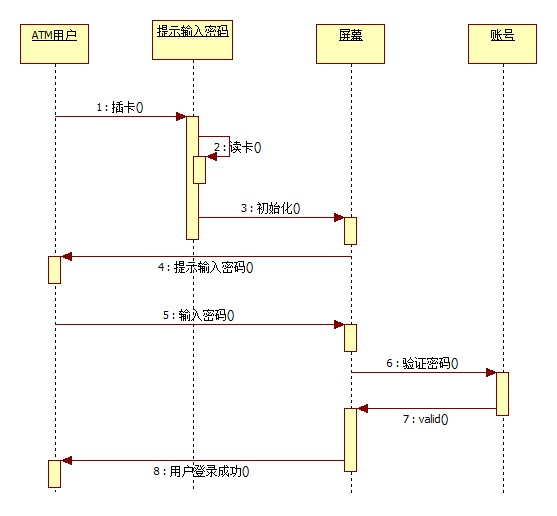 ATM用户
提示输入密码
屏幕
账号
1 : 插卡()
2 : 读卡()
3 : 初始化()
4 : 提示输入密码()
5 : 输入密码()
6 : 验证密码()
7 : valid()
8 : 用户登录成功()